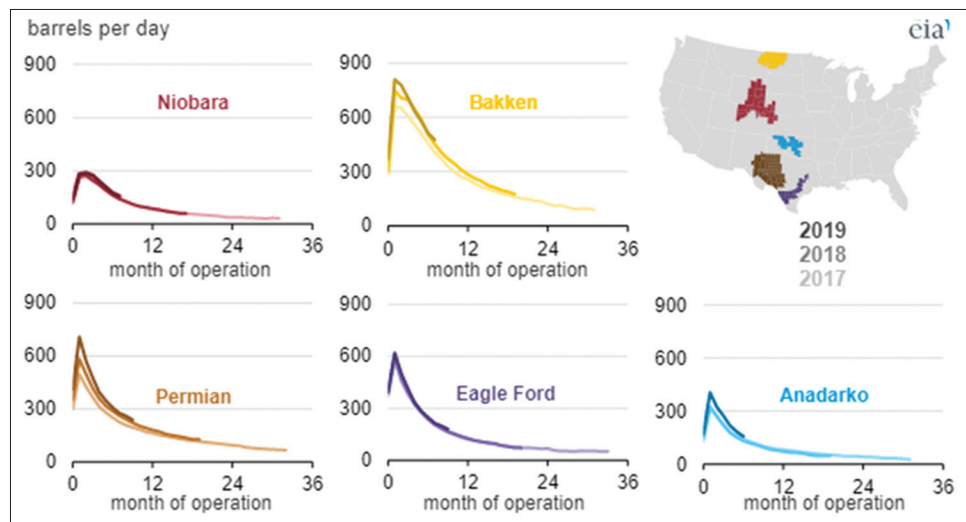 barrels per day
eia
900
600
300
0
Niobara
0 12 24 36
month of operation
900
600
300
0
Bakken
0 12 24 36
month of operation
2019
2018
2017
900
600
300
0
Permian
0 12 24 36
month of operation
900
600
300
0
Eagle Ford
0 12 24 36
month of operation
900
600
300
0
Anadarko
0 12 24 36
month of operation